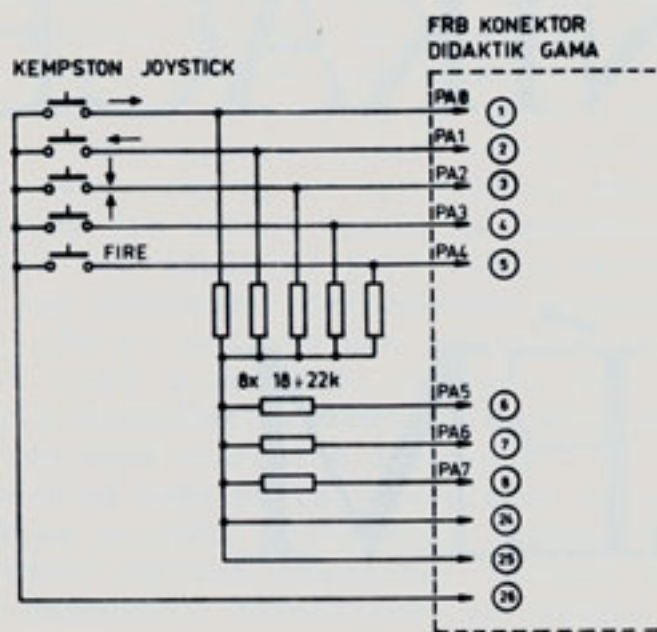 FRB KONEKTOR
DIDAKTIK GAMA
KEMPSTON JOYSTICK
PA0 1
PA1 2
PA2 3
PA3 4
FIRE PA4 5
8x 18÷22k
PA5 6
PA6 7
PA7 8
24
25
26